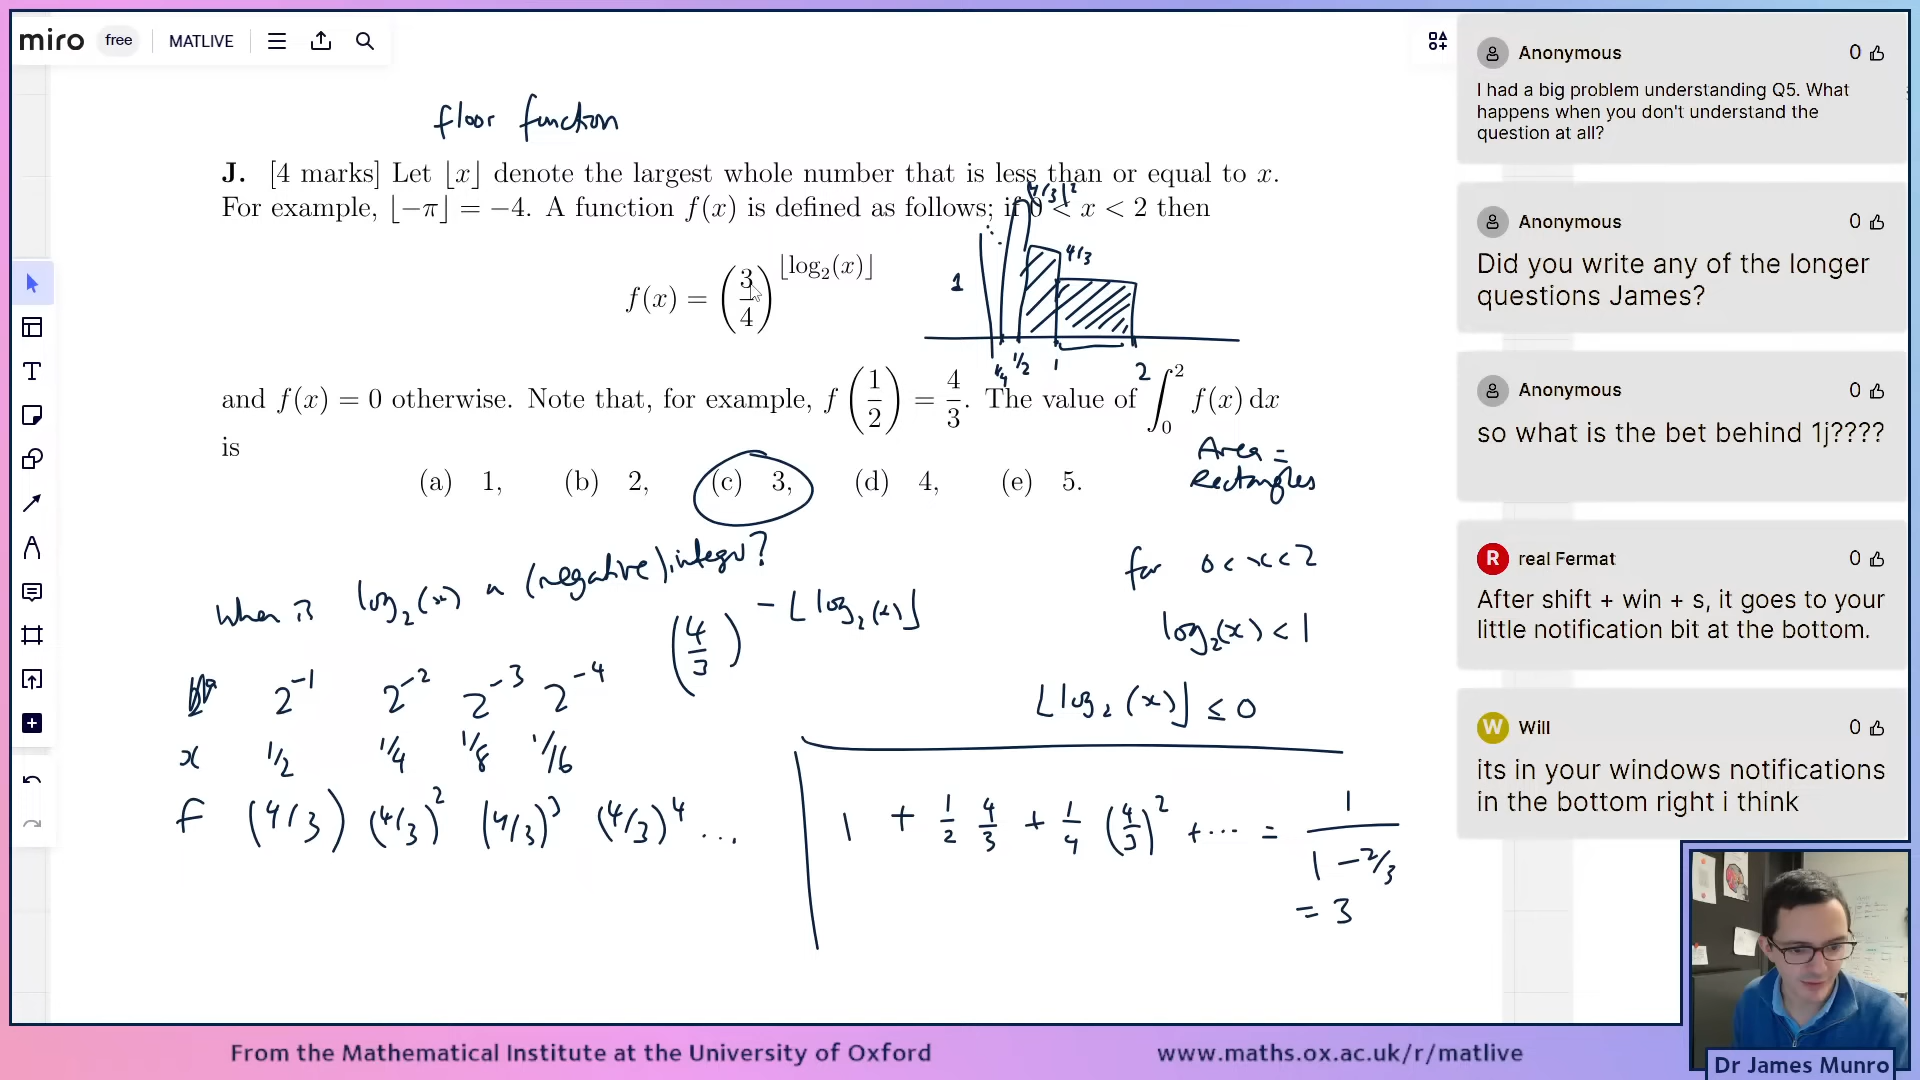 miro free MATLIVE
floor function
J. [4 marks] Let ⌊x⌋ denote the largest whole number that is less than or equal to x.
For example, ⌊−π⌋ = −4. A function f(x) is defined as follows; if 0 < x < 2 then
f(x) = (3/4)^⌊log₂(x)⌋
(4/3)²
4/3
1
1/4 1/2 1 2
and f(x) = 0 otherwise. Note that, for example, f(1/2) = 4/3. The value of ∫₀² f(x) dx
is
Area =
Rectangles
(a) 1, (b) 2, (c) 3, (d) 4, (e) 5.
When is log₂(x) a (negative) integer?
(4/3)^−⌊log₂(x)⌋
for 0 < x < 2
log₂(x) < 1
⌊log₂(x)⌋ ≤ 0
2⁻¹ 2⁻² 2⁻³ 2⁻⁴
x 1/2 1/4 1/8 1/16
f (4/3) (4/3)² (4/3)³ (4/3)⁴ ...
1 + 1/2 4/3 + 1/4 (4/3)² + ... = 1/(1 − 2/3)
= 3
Anonymous 0
I had a big problem understanding Q5. What
happens when you don't understand the
question at all?
Anonymous 0
Did you write any of the longer
questions James?
Anonymous 0
so what is the bet behind 1j????
R real Fermat 0
After shift + win + s, it goes to your
little notification bit at the bottom.
W Will 0
its in your windows notifications
in the bottom right i think
From the Mathematical Institute at the University of Oxford
www.maths.ox.ac.uk/r/matlive
Dr James Munro